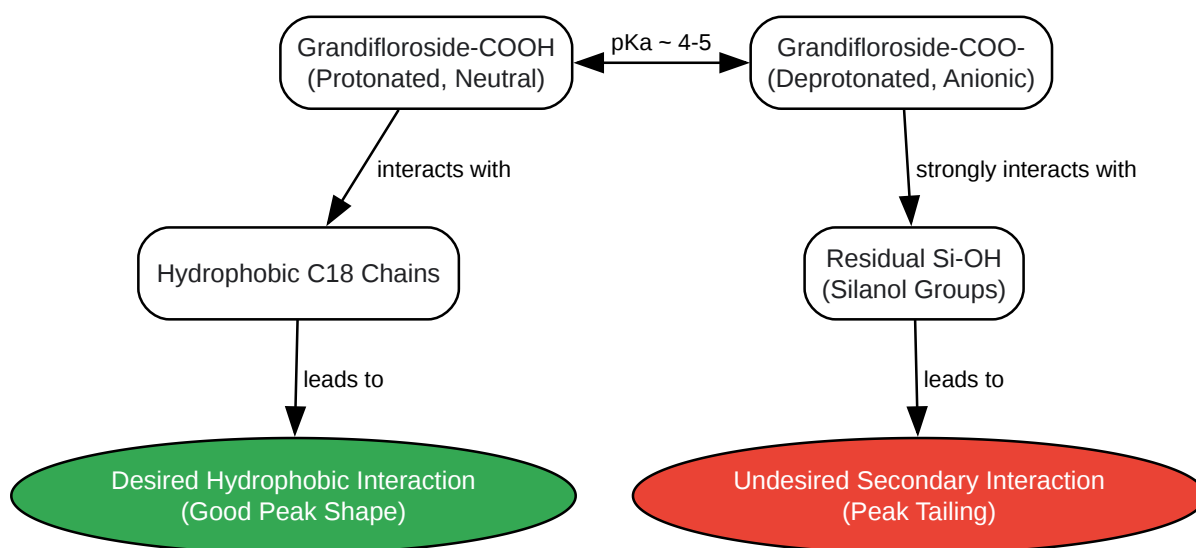 Grandifloroside-COOH
(Protonated, Neutral)
pKa ~ 4-5
Grandifloroside-COO-
(Deprotonated, Anionic)
interacts with
strongly interacts with
Hydrophobic C18 Chains
Residual Si-OH
(Silanol Groups)
leads to
leads to
Desired Hydrophobic Interaction
(Good Peak Shape)
Undesired Secondary Interaction
(Peak Tailing)